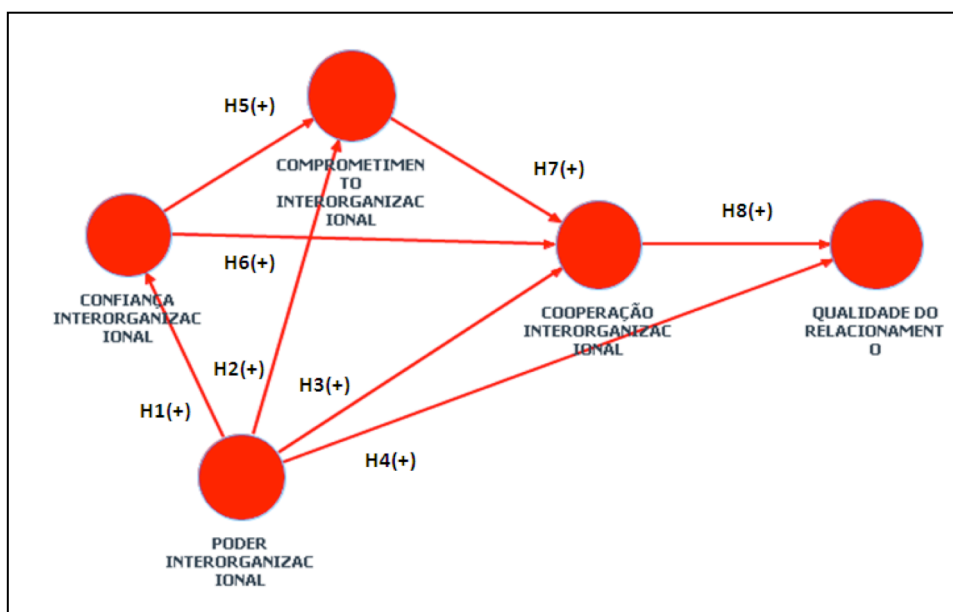 H5(+)
COMPROMETIMEN
TO
INTERORGANIZAC
IONAL
H7(+)
H8(+)
H6(+)
CONFIANÇA
INTERORGANIZAC
IONAL
COOPERAÇÃO
INTERORGANIZAC
IONAL
QUALIDADE DO
RELACIONAMENT
O
H2(+)
H3(+)
H1(+)
H4(+)
PODER
INTERORGANIZAC
IONAL